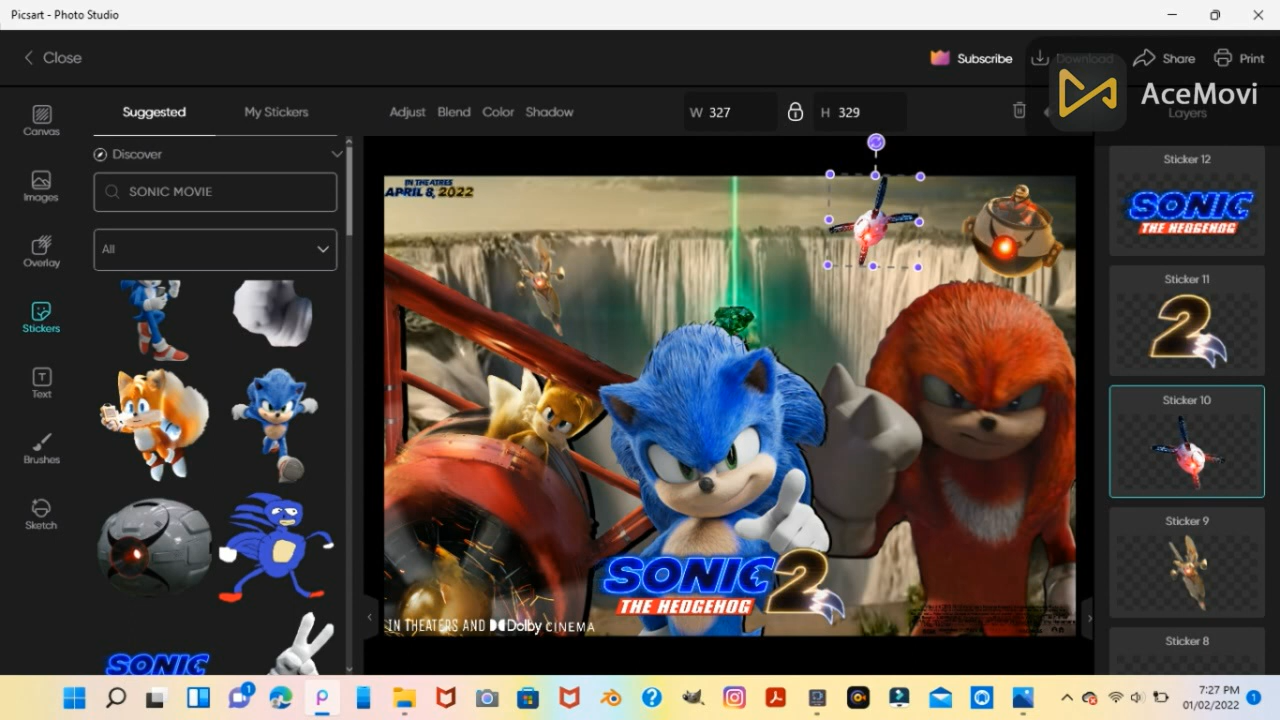 Picsart - Photo Studio
Close
Subscribe
Download
Share
Print
AceMovi
Canvas
Images
Overlay
Stickers
Text
Brushes
Sketch
Suggested
My Stickers
Discover
SONIC MOVIE
All
SONIC
Adjust
Blend
Color
Shadow
W 327
H 329
IN THEATRES
APRIL 8, 2022
SONIC 2
THE HEDGEHOG
IN THEATERS AND Dolby CINEMA
Layers
Sticker 12
SONIC
THE HEDGEHOG
Sticker 11
2
Sticker 10
Sticker 9
Sticker 8
1
7:27 PM
01/02/2022
1